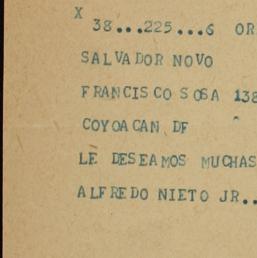 X
38...225...6 OR
SALVADOR NOVO
FRANCISCO SOSA 138
COYOACAN DF
LE DESEAMOS MUCHAS
ALFREDO NIETO JR..